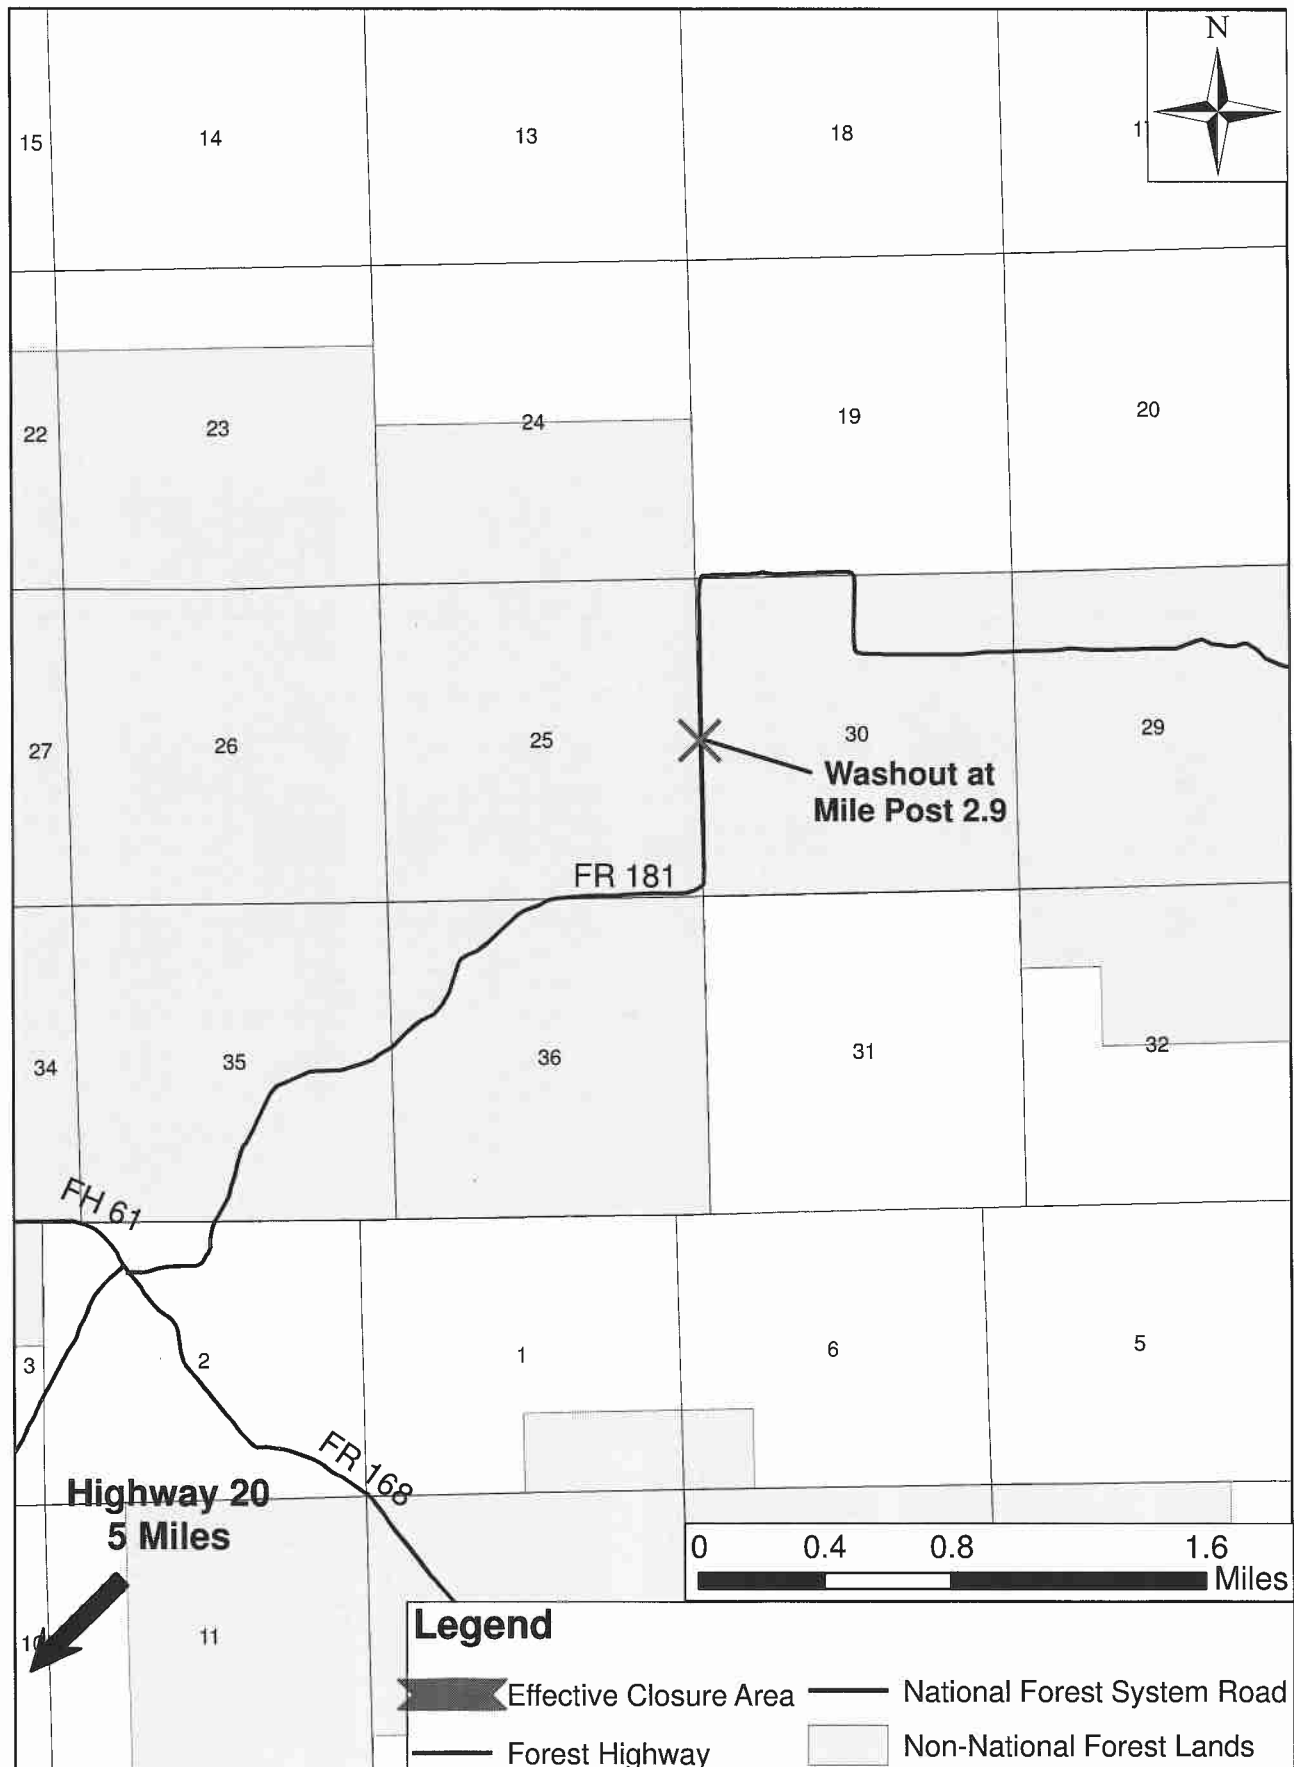 N
15
14
13
18
22
23
24
19
20
27
26
25
30
29
Washout at
Mile Post 2.9
FR 181
34
35
36
31
32
FH 61
3
2
1
6
5
FR 168
Highway 20
5 Miles
0 0.4 0.8 1.6
Miles
10
11
Legend
Effective Closure Area
National Forest System Road
Forest Highway
Non-National Forest Lands